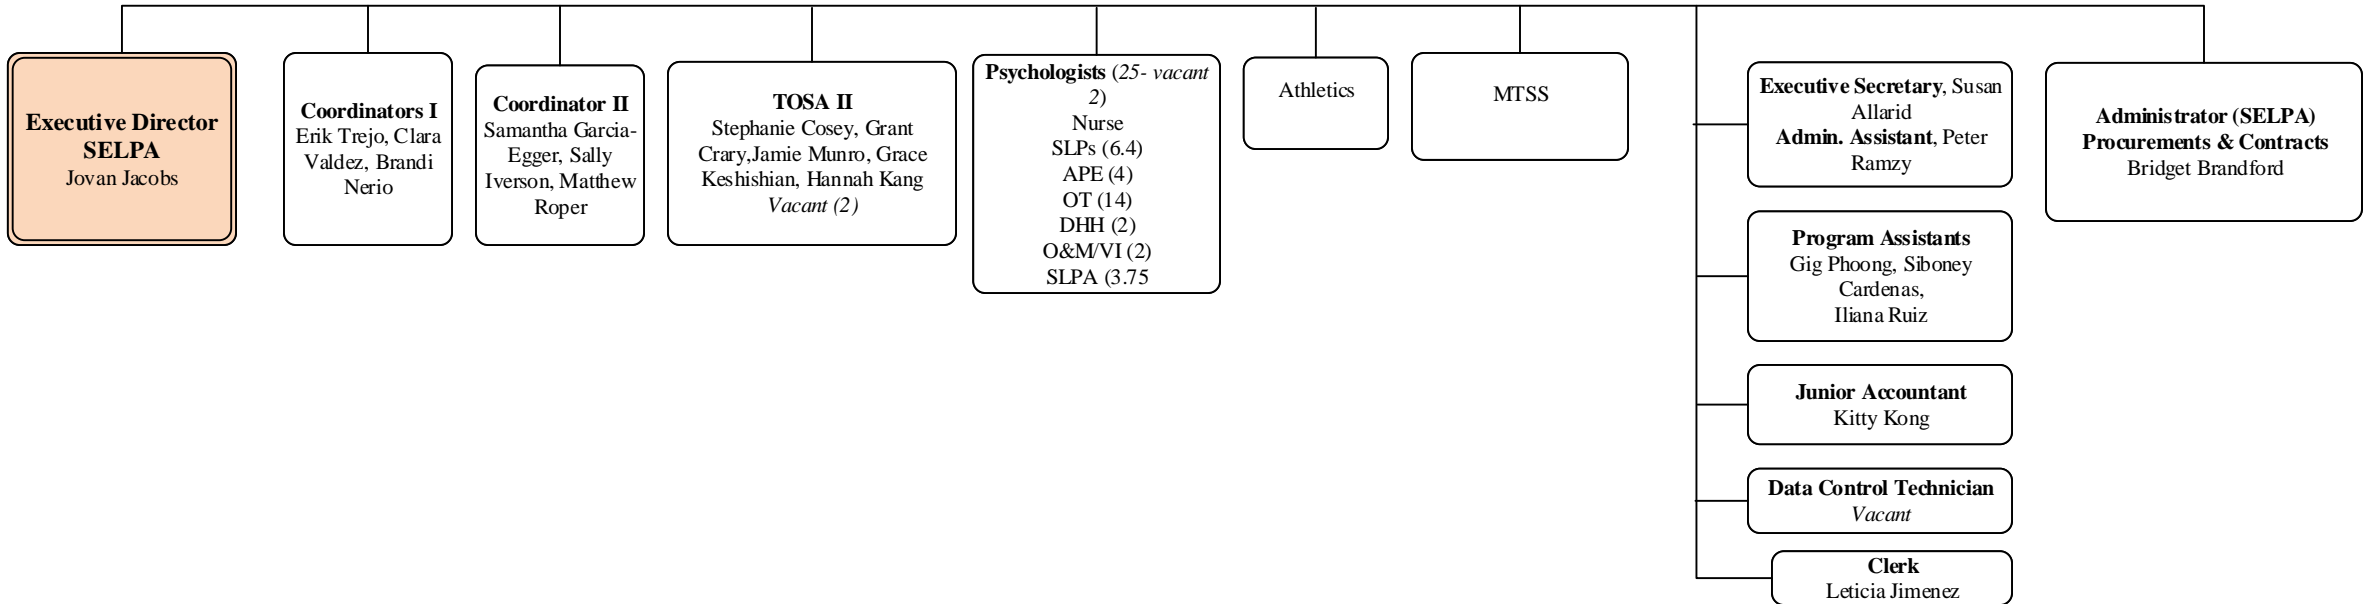 Executive Director
SELPA
Jovan Jacobs
Coordinators I
Erik Trejo, Clara
Valdez, Brandi
Nerio
Coordinator II
Samantha Garcia-
Egger, Sally
Iverson, Matthew
Roper
TOSA II
Stephanie Cosey, Grant
Crary,Jamie Munro, Grace
Keshishian, Hannah Kang
Vacant (2)
Psychologists (25- vacant
2)
Nurse
SLPs (6.4)
APE (4)
OT (14)
DHH (2)
O&M/VI (2)
SLPA (3.75
Athletics
MTSS
Executive Secretary, Susan
Allarid
Admin. Assistant, Peter
Ramzy
Program Assistants
Gig Phoong, Siboney
Cardenas,
Iliana Ruiz
Junior Accountant
Kitty Kong
Data Control Technician
Vacant
Clerk
Leticia Jimenez
Administrator (SELPA)
Procurements & Contracts
Bridget Brandford